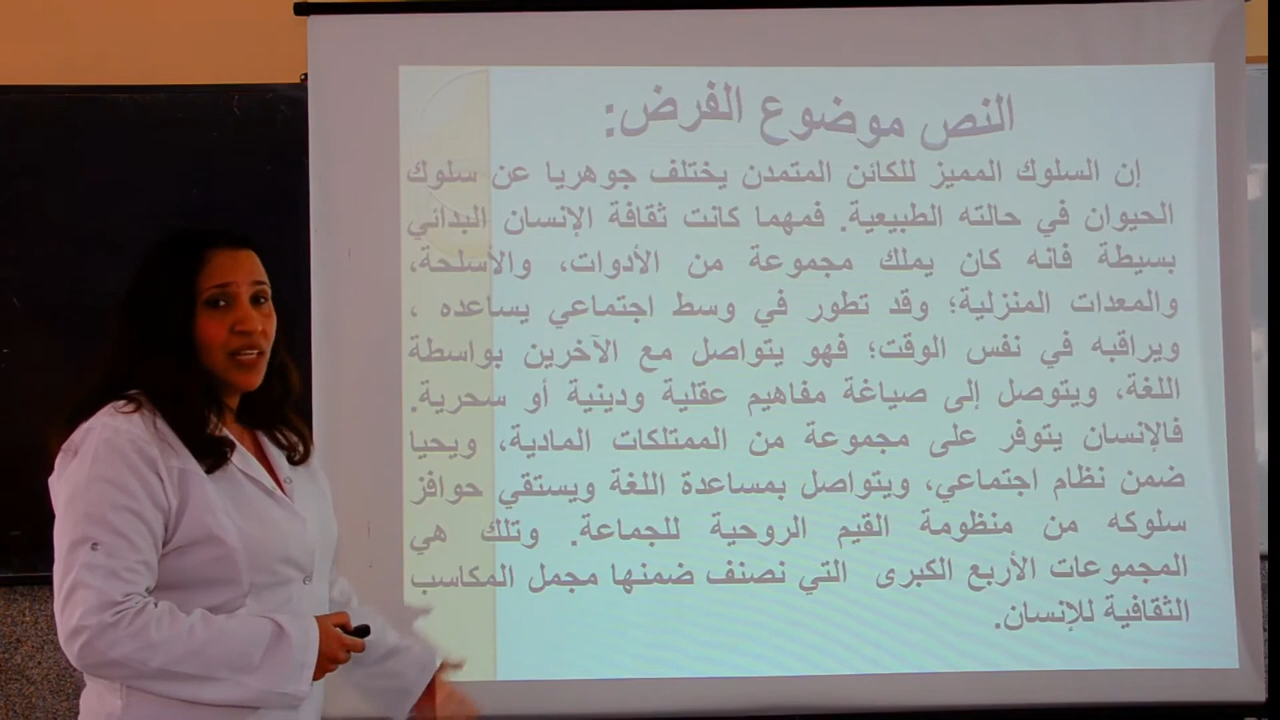 النص موضوع الفرض:
إن السلوك المميز للكائن المتمدن يختلف جوهريا عن سلوك
الحيوان في حالته الطبيعية. فمهما كانت ثقافة الإنسان البدائي
بسيطة فانه كان يملك مجموعة من الأدوات، والأسلحة،
والمعدات المنزلية؛ وقد تطور في وسط اجتماعي يساعده ،
ويراقبه في نفس الوقت؛ فهو يتواصل مع الآخرين بواسطة
اللغة، ويتوصل إلى صياغة مفاهيم عقلية ودينية أو سحرية.
فالإنسان يتوفر على مجموعة من الممتلكات المادية، ويحيا
ضمن نظام اجتماعي، ويتواصل بمساعدة اللغة ويستقي حوافز
سلوكه من منظومة القيم الروحية للجماعة. وتلك هي
المجموعات الأربع الكبرى التي نصنف ضمنها مجمل المكاسب
الثقافية للإنسان.